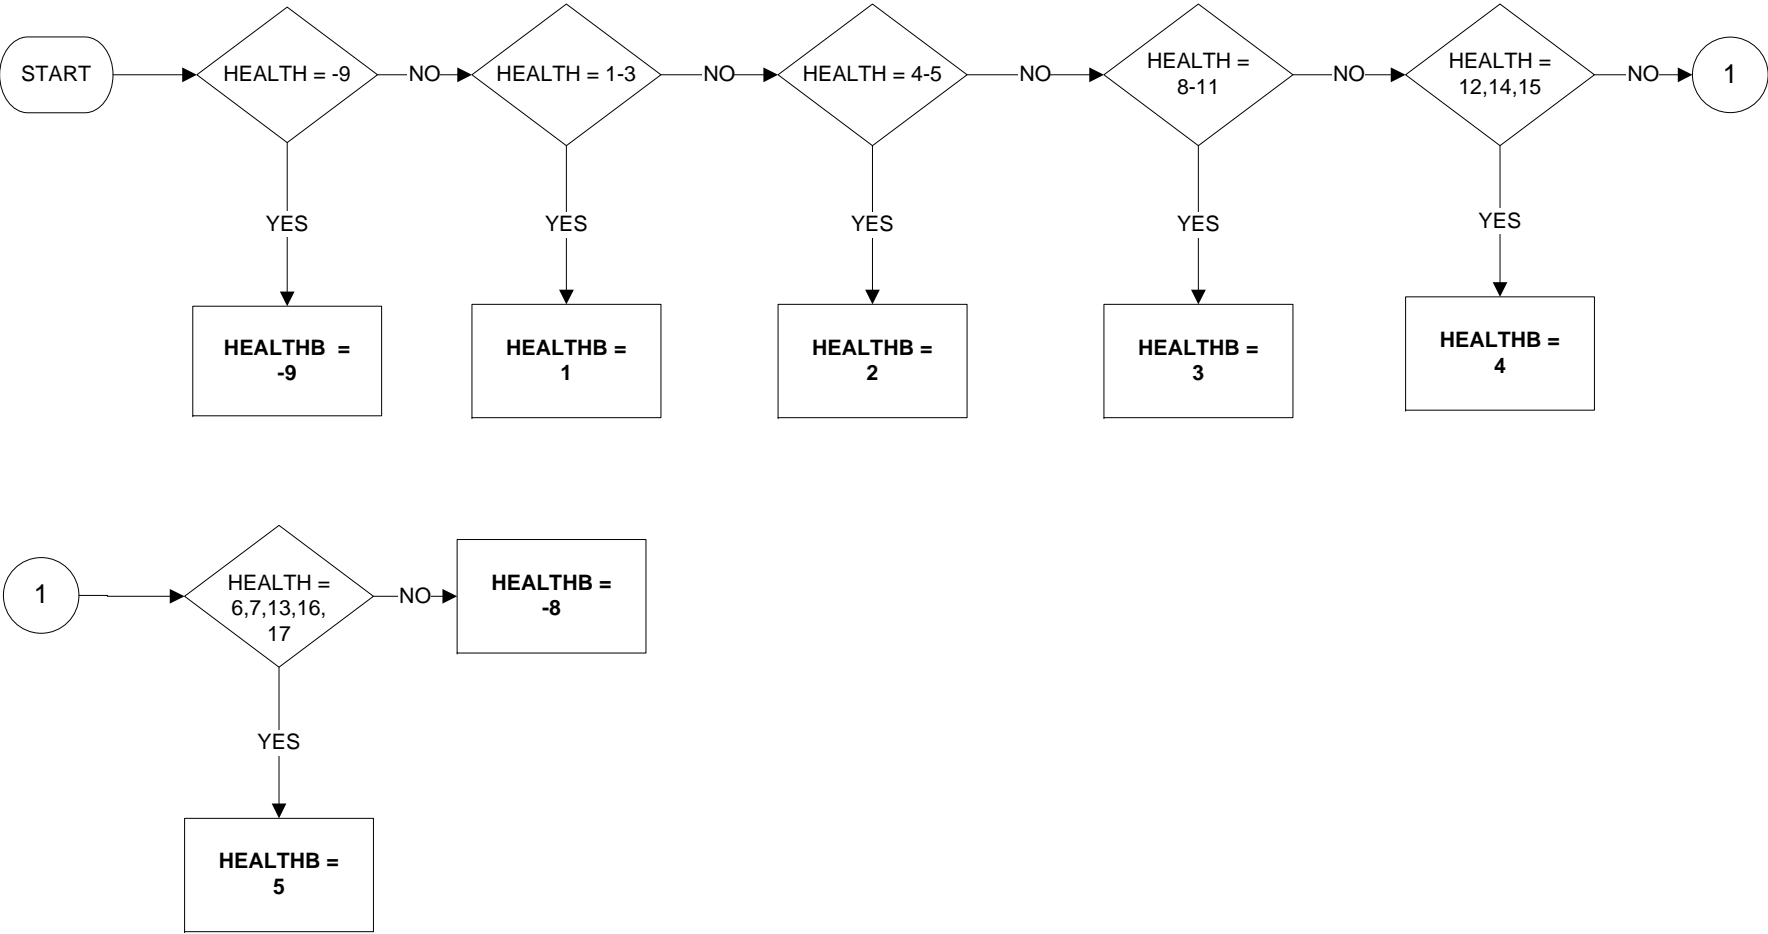 START
HEALTH = -9
NO
HEALTH = 1-3
NO
HEALTH = 4-5
NO
HEALTH =
8-11
NO
HEALTH =
12,14,15
NO
1
YES
YES
YES
YES
YES
HEALTHB =
-9
HEALTHB =
1
HEALTHB =
2
HEALTHB =
3
HEALTHB =
4
1
HEALTH =
6,7,13,16,
17
NO
HEALTHB =
-8
YES
HEALTHB =
5